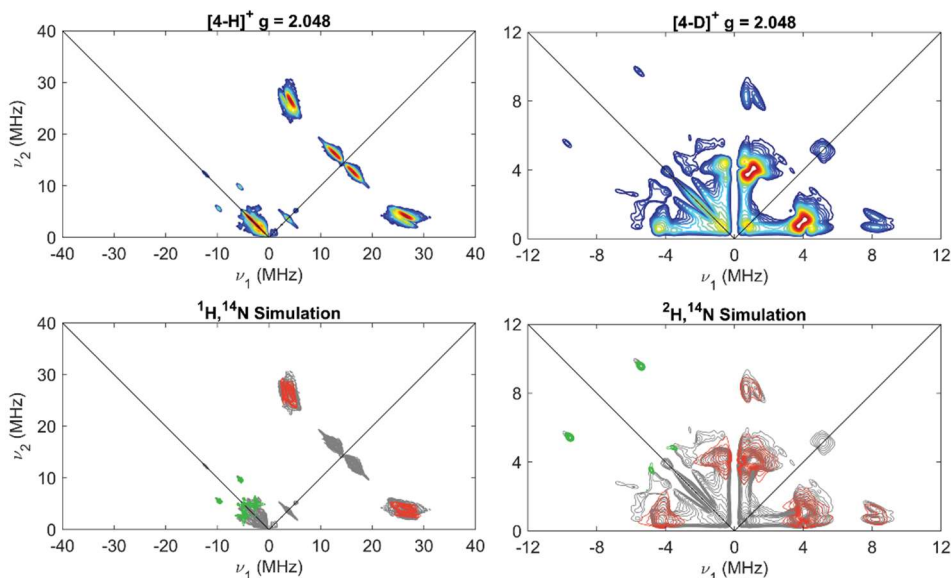 [4-H]⁺ g = 2.048
40
30
20
10
0
ν₂ (MHz)
-40 -30 -20 -10 0 10 20 30 40
ν₁ (MHz)
[4-D]⁺ g = 2.048
12
8
4
0
-12 -8 -4 0 4 8 12
ν₁ (MHz)
¹H,¹⁴N Simulation
40
30
20
10
0
ν₂ (MHz)
-40 -30 -20 -10 0 10 20 30 40
ν₁ (MHz)
²H,¹⁴N Simulation
12
8
4
0
-12 -8 -4 0 4 8 12
ν₁ (MHz)